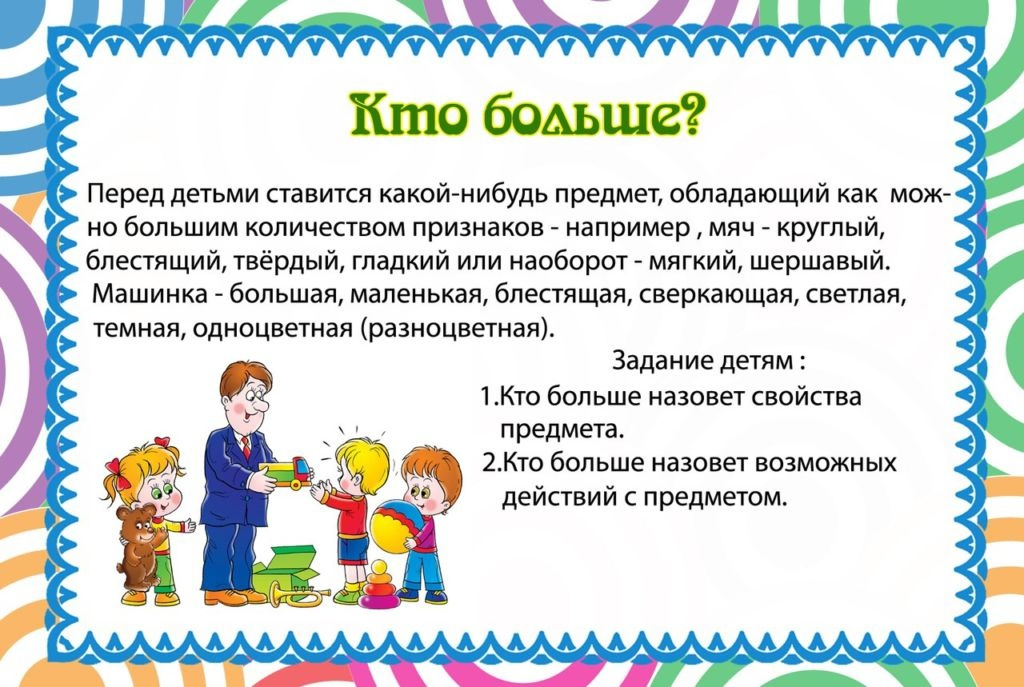 Кто больше?
Перед детьми ставится какой-нибудь предмет, обладающий как мож-
но большим количеством признаков - например , мяч - круглый,
блестящий, твёрдый, гладкий или наоборот - мягкий, шершавый.
Машинка - большая, маленькая, блестящая, сверкающая, светлая,
темная, одноцветная (разноцветная).
Задание детям :
1.Кто больше назовет свойства
предмета.
2.Кто больше назовет возможных
действий с предметом.